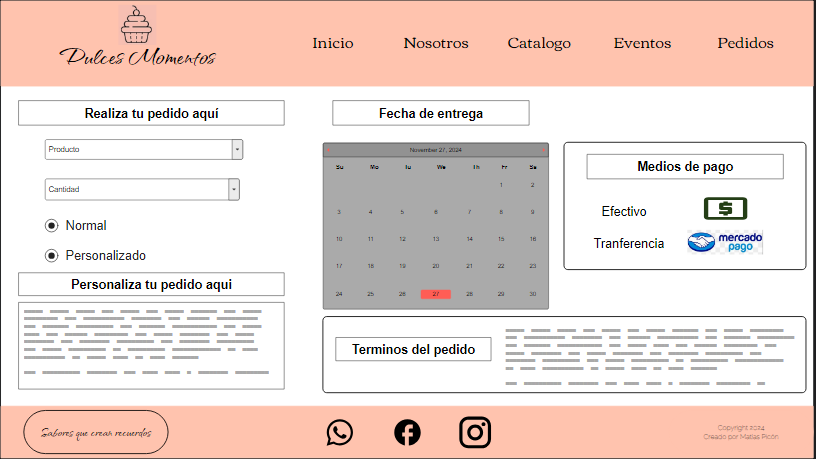 Dulces Momentos
Inicio Nosotros Catalogo Eventos Pedidos
Realiza tu pedido aquí
Producto
Cantidad
Normal
Personalizado
Personaliza tu pedido aqui
Fecha de entrega
November 27, 2024
Su Mo Tu We Th Fr Sa
1 2
3 4 5 6 7 8 9
10 11 12 13 14 15 16
17 18 19 20 21 22 23
24 25 26 27 28 29 30
Medios de pago
Efectivo
Tranferencia
mercado
pago
Terminos del pedido
Sabores que crean recuerdos
Copyright 2024
Creado por Matias Picón